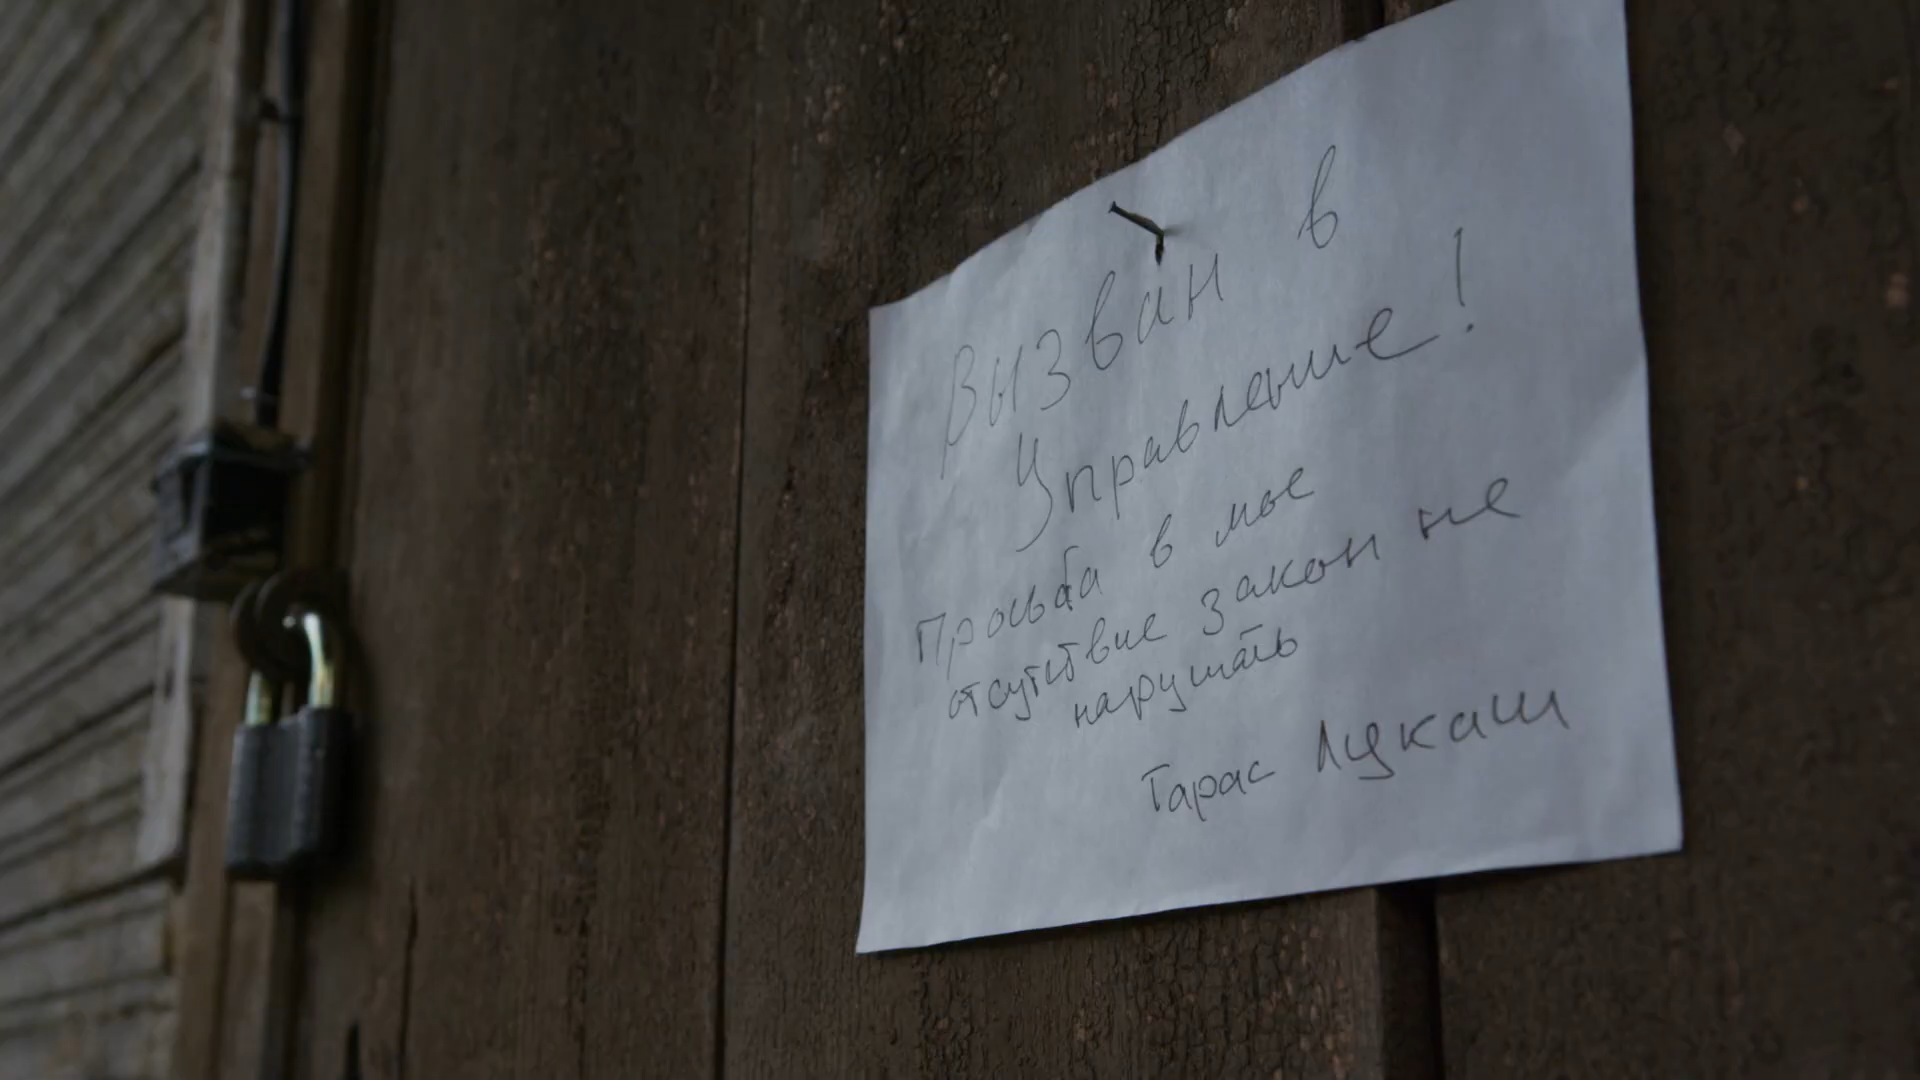 Вызван в
Управление!
Просьба в мое
отсутствие закон не
нарушать
Тарас Лукаш